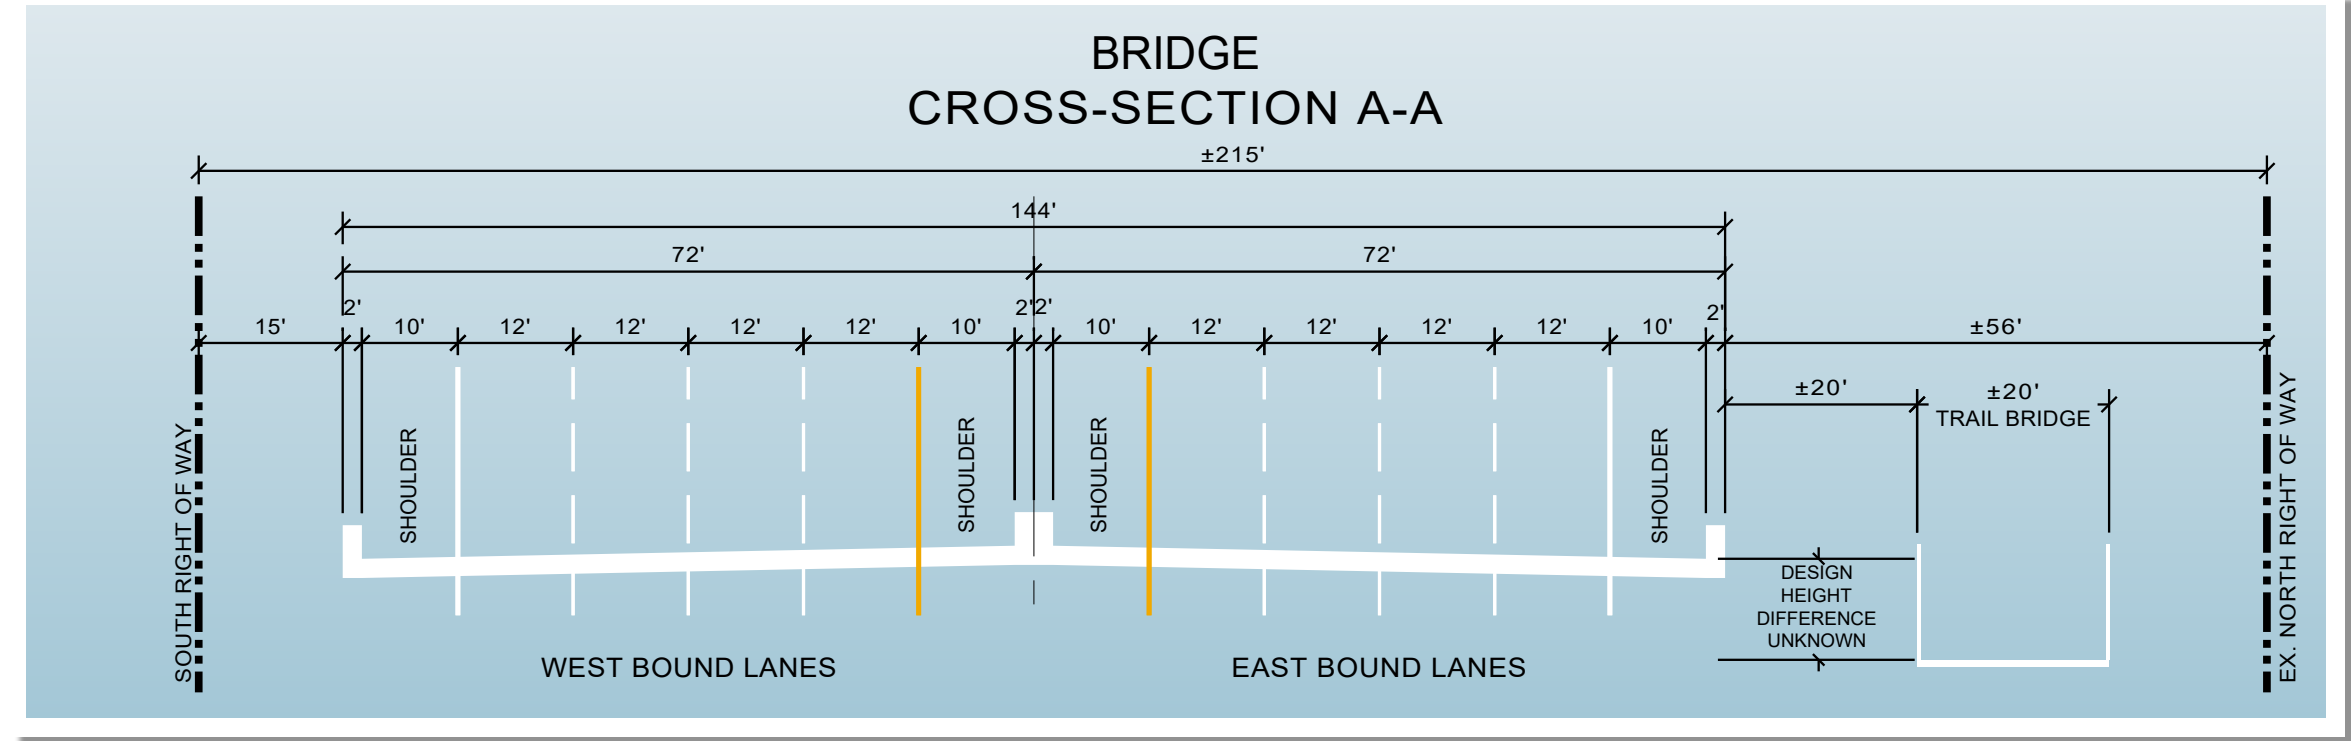 BRIDGE
CROSS-SECTION A-A
±215'
144'
72' 72'
2' 2' 2' 2'
15' 10' 12' 12' 12' 12' 10' 10' 12' 12' 12' 12' 10' ±56'
±20' ±20'
TRAIL BRIDGE
SOUTH RIGHT OF WAY
SHOULDER
SHOULDER
SHOULDER
SHOULDER
EX. NORTH RIGHT OF WAY
DESIGN
HEIGHT
DIFFERENCE
UNKNOWN
WEST BOUND LANES EAST BOUND LANES